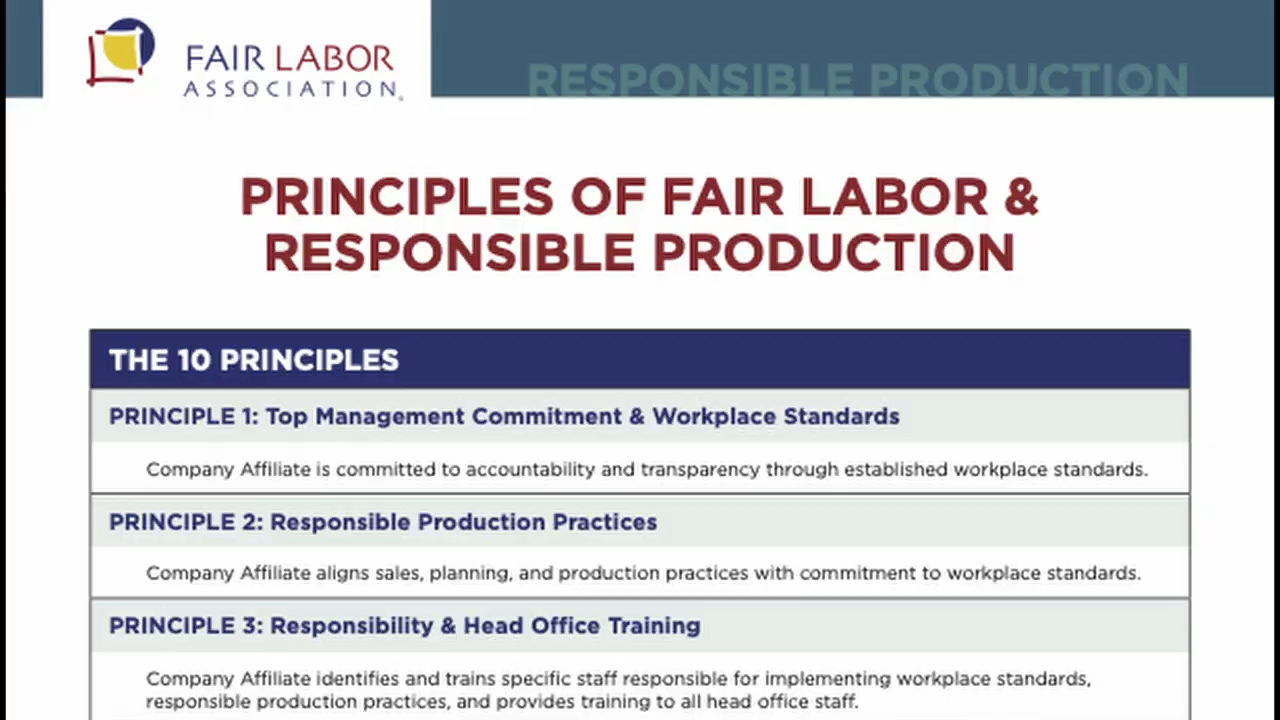 FAIR LABOR
ASSOCIATION
RESPONSIBLE PRODUCTION
PRINCIPLES OF FAIR LABOR &
RESPONSIBLE PRODUCTION
THE 10 PRINCIPLES
PRINCIPLE 1: Top Management Commitment & Workplace Standards
Company Affiliate is committed to accountability and transparency through established workplace standards.
PRINCIPLE 2: Responsible Production Practices
Company Affiliate aligns sales, planning, and production practices with commitment to workplace standards.
PRINCIPLE 3: Responsibility & Head Office Training
Company Affiliate identifies and trains specific staff responsible for implementing workplace standards,
responsible production practices, and provides training to all head office staff.